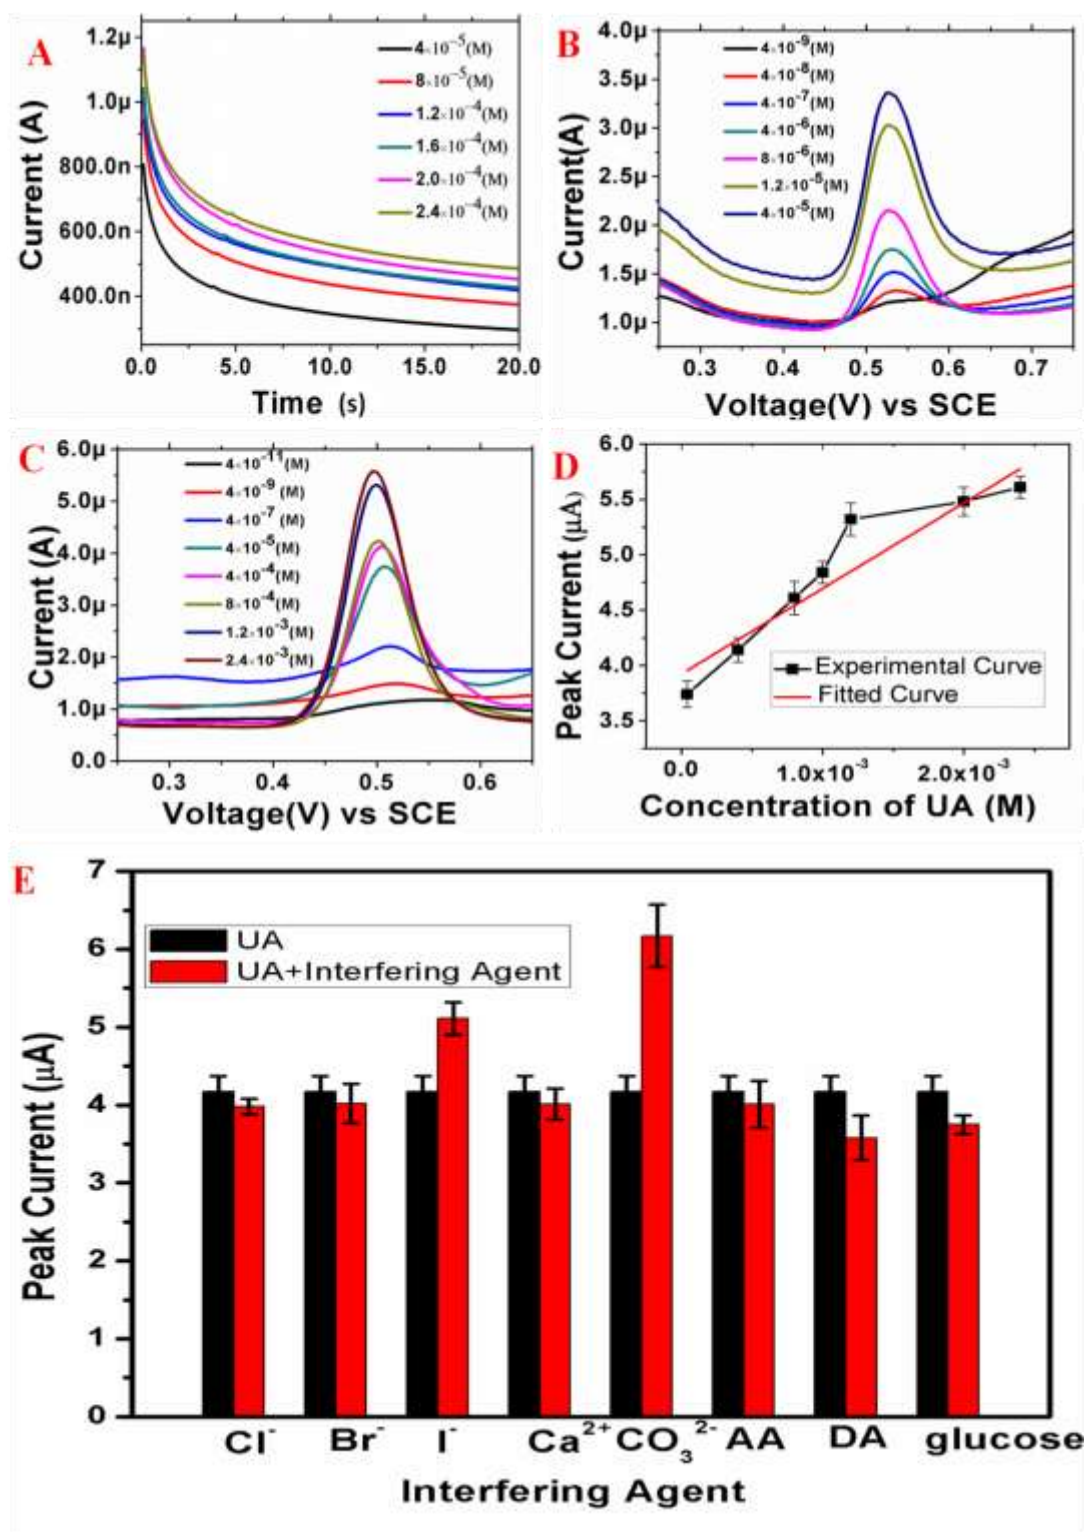 A
1.2μ
1.0μ
800.0n
600.0n
400.0n
Current (A)
4×10⁻⁵(M)
8×10⁻⁵(M)
1.2×10⁻⁴(M)
1.6×10⁻⁴(M)
2.0×10⁻⁴(M)
2.4×10⁻⁴(M)
0.0 5.0 10.0 15.0 20.0
Time (s)
B
4.0μ
3.5μ
3.0μ
2.5μ
2.0μ
1.5μ
1.0μ
Current(A)
4×10⁻⁹(M)
4×10⁻⁸(M)
4×10⁻⁷(M)
4×10⁻⁶(M)
8×10⁻⁶(M)
1.2×10⁻⁵(M)
4×10⁻⁵(M)
0.3 0.4 0.5 0.6 0.7
Voltage(V) vs SCE
C
6.0μ
5.0μ
4.0μ
3.0μ
2.0μ
1.0μ
0.0
Current (A)
4×10⁻¹¹(M)
4×10⁻⁹ (M)
4×10⁻⁷ (M)
4×10⁻⁵(M)
4×10⁻⁴(M)
8×10⁻⁴(M)
1.2×10⁻³(M)
2.4×10⁻³(M)
0.3 0.4 0.5 0.6
Voltage(V) vs SCE
D
6.0
5.5
5.0
4.5
4.0
3.5
Peak Current (μA)
Experimental Curve
Fitted Curve
0.0 1.0x10⁻³ 2.0x10⁻³
Concentration of UA (M)
E
7
6
5
4
3
2
1
0
Peak Current (μA)
UA
UA+Interfering Agent
Cl⁻ Br⁻ I⁻ Ca²⁺ CO₃²⁻ AA DA glucose
Interfering Agent